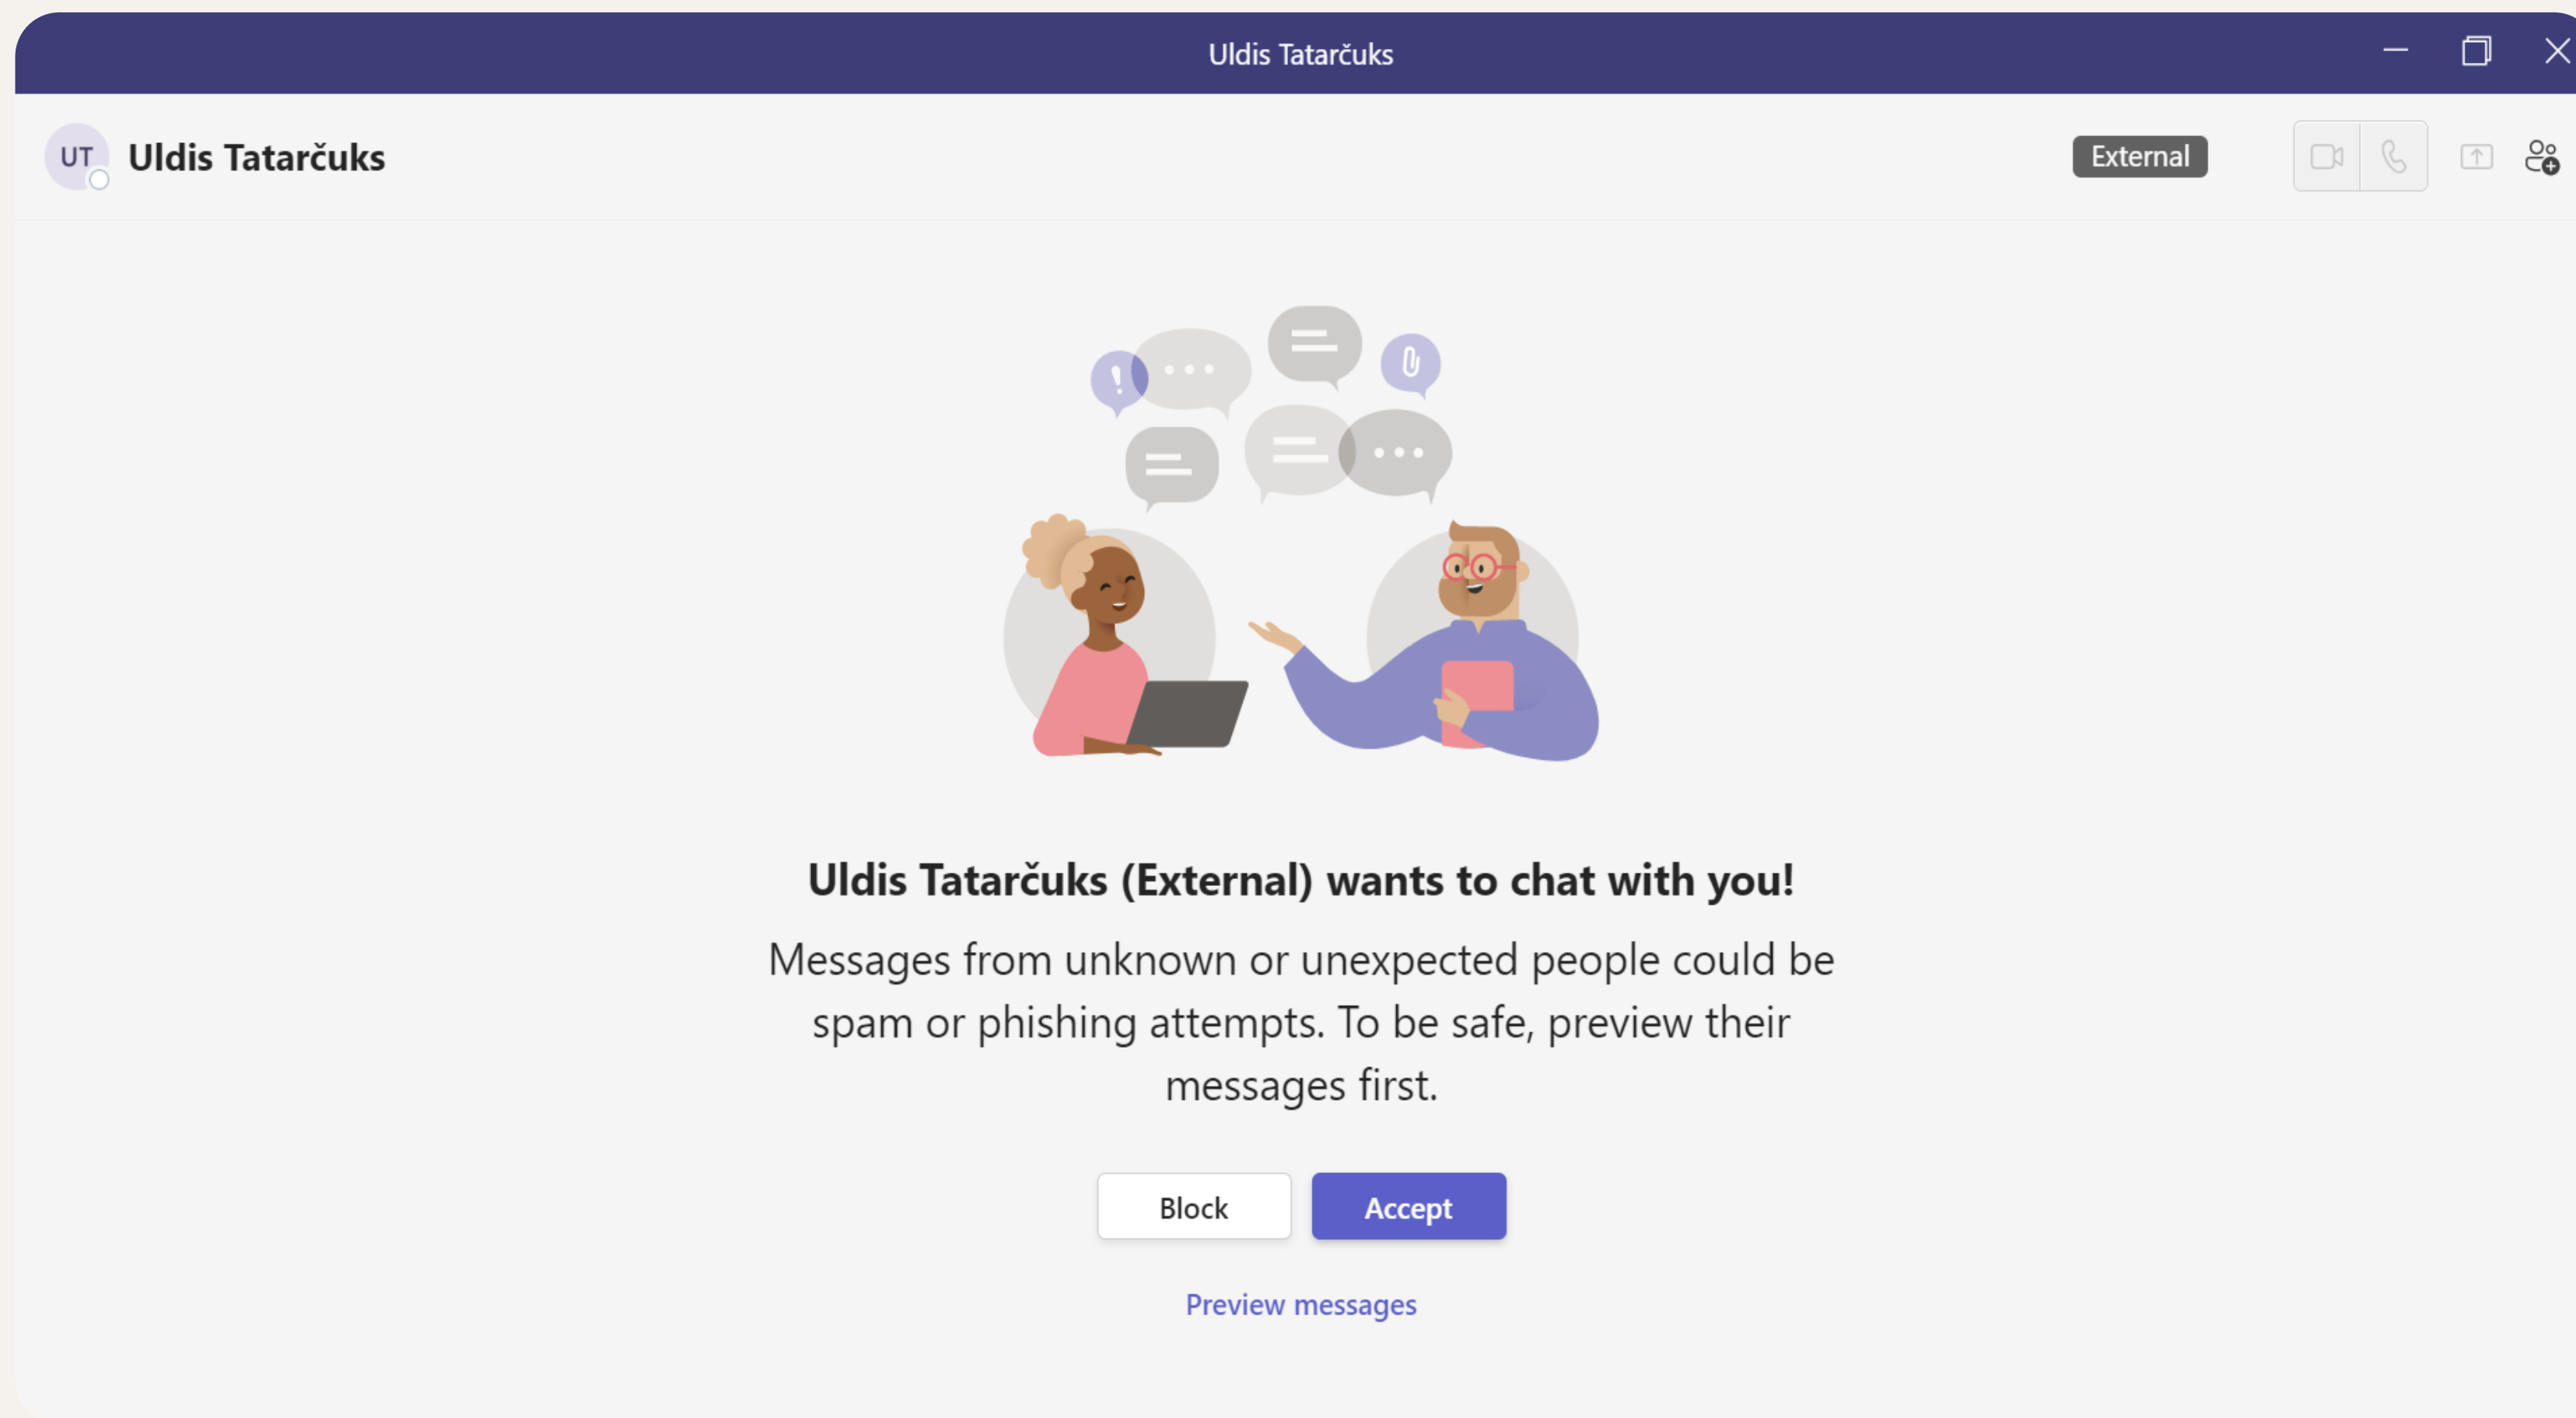 Uldis Tatarčuks
UT
Uldis Tatarčuks
External
Uldis Tatarčuks (External) wants to chat with you!
Messages from unknown or unexpected people could be
spam or phishing attempts. To be safe, preview their
messages first.
Block
Accept
Preview messages